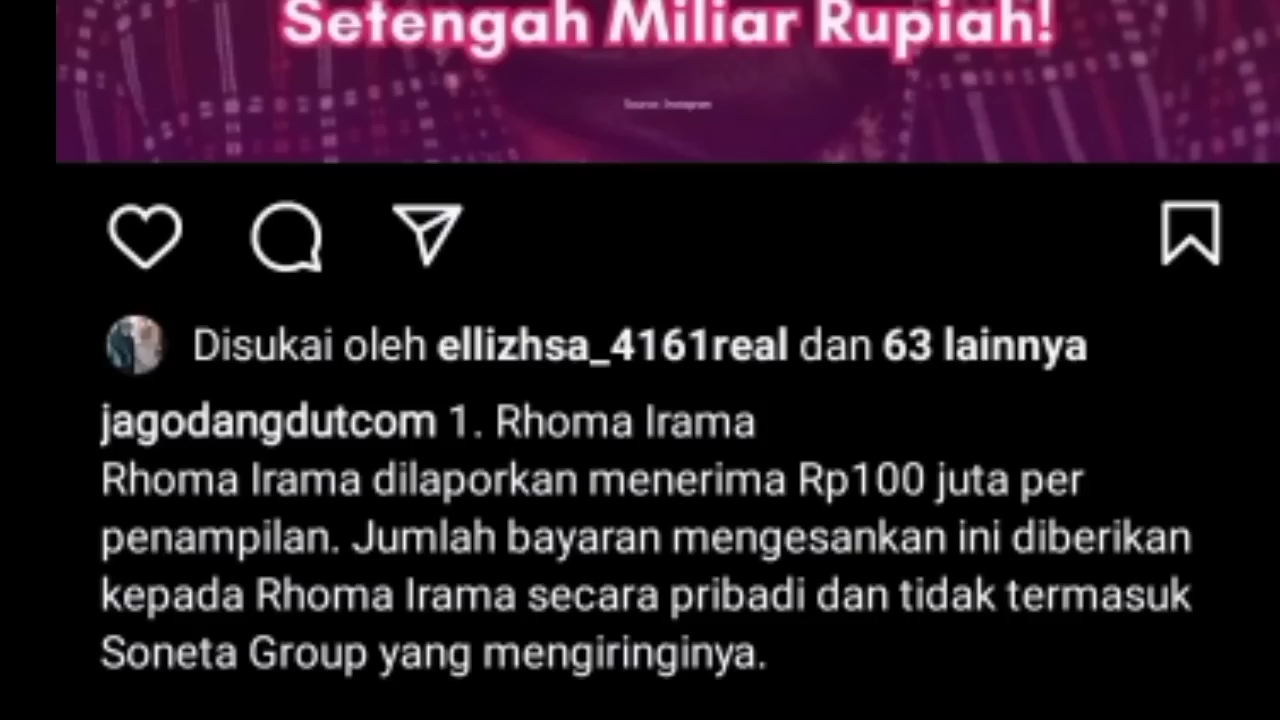 Setengah Miliar Rupiah!
Source: Instagram
Disukai oleh ellizhsa_4161real dan 63 lainnya
jagodangdutcom 1. Rhoma Irama
Rhoma Irama dilaporkan menerima Rp100 juta per
penampilan. Jumlah bayaran mengesankan ini diberikan
kepada Rhoma Irama secara pribadi dan tidak termasuk
Soneta Group yang mengiringinya.